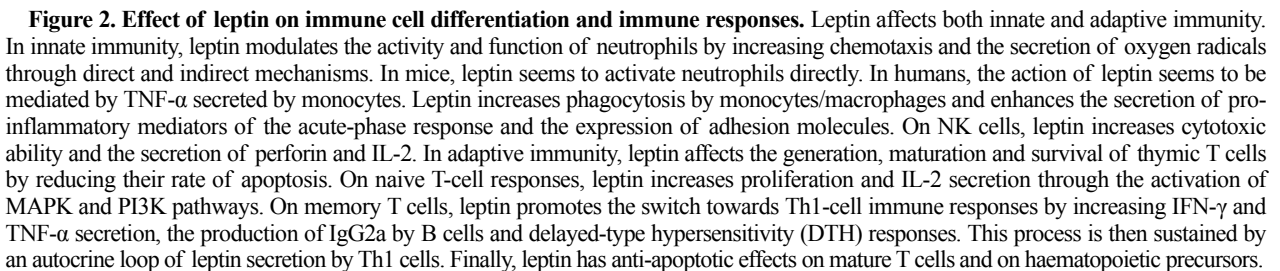 Figure 2. Effect of leptin on immune cell differentiation and immune responses. Leptin affects both innate and adaptive immunity.
In innate immunity, leptin modulates the activity and function of neutrophils by increasing chemotaxis and the secretion of oxygen radicals
through direct and indirect mechanisms. In mice, leptin seems to activate neutrophils directly. In humans, the action of leptin seems to be
mediated by TNF-α secreted by monocytes. Leptin increases phagocytosis by monocytes/macrophages and enhances the secretion of pro-
inflammatory mediators of the acute-phase response and the expression of adhesion molecules. On NK cells, leptin increases cytotoxic
ability and the secretion of perforin and IL-2. In adaptive immunity, leptin affects the generation, maturation and survival of thymic T cells
by reducing their rate of apoptosis. On naive T-cell responses, leptin increases proliferation and IL-2 secretion through the activation of
MAPK and PI3K pathways. On memory T cells, leptin promotes the switch towards Th1-cell immune responses by increasing IFN-γ and
TNF-α secretion, the production of IgG2a by B cells and delayed-type hypersensitivity (DTH) responses. This process is then sustained by
an autocrine loop of leptin secretion by Th1 cells. Finally, leptin has anti-apoptotic effects on mature T cells and on haematopoietic precursors.